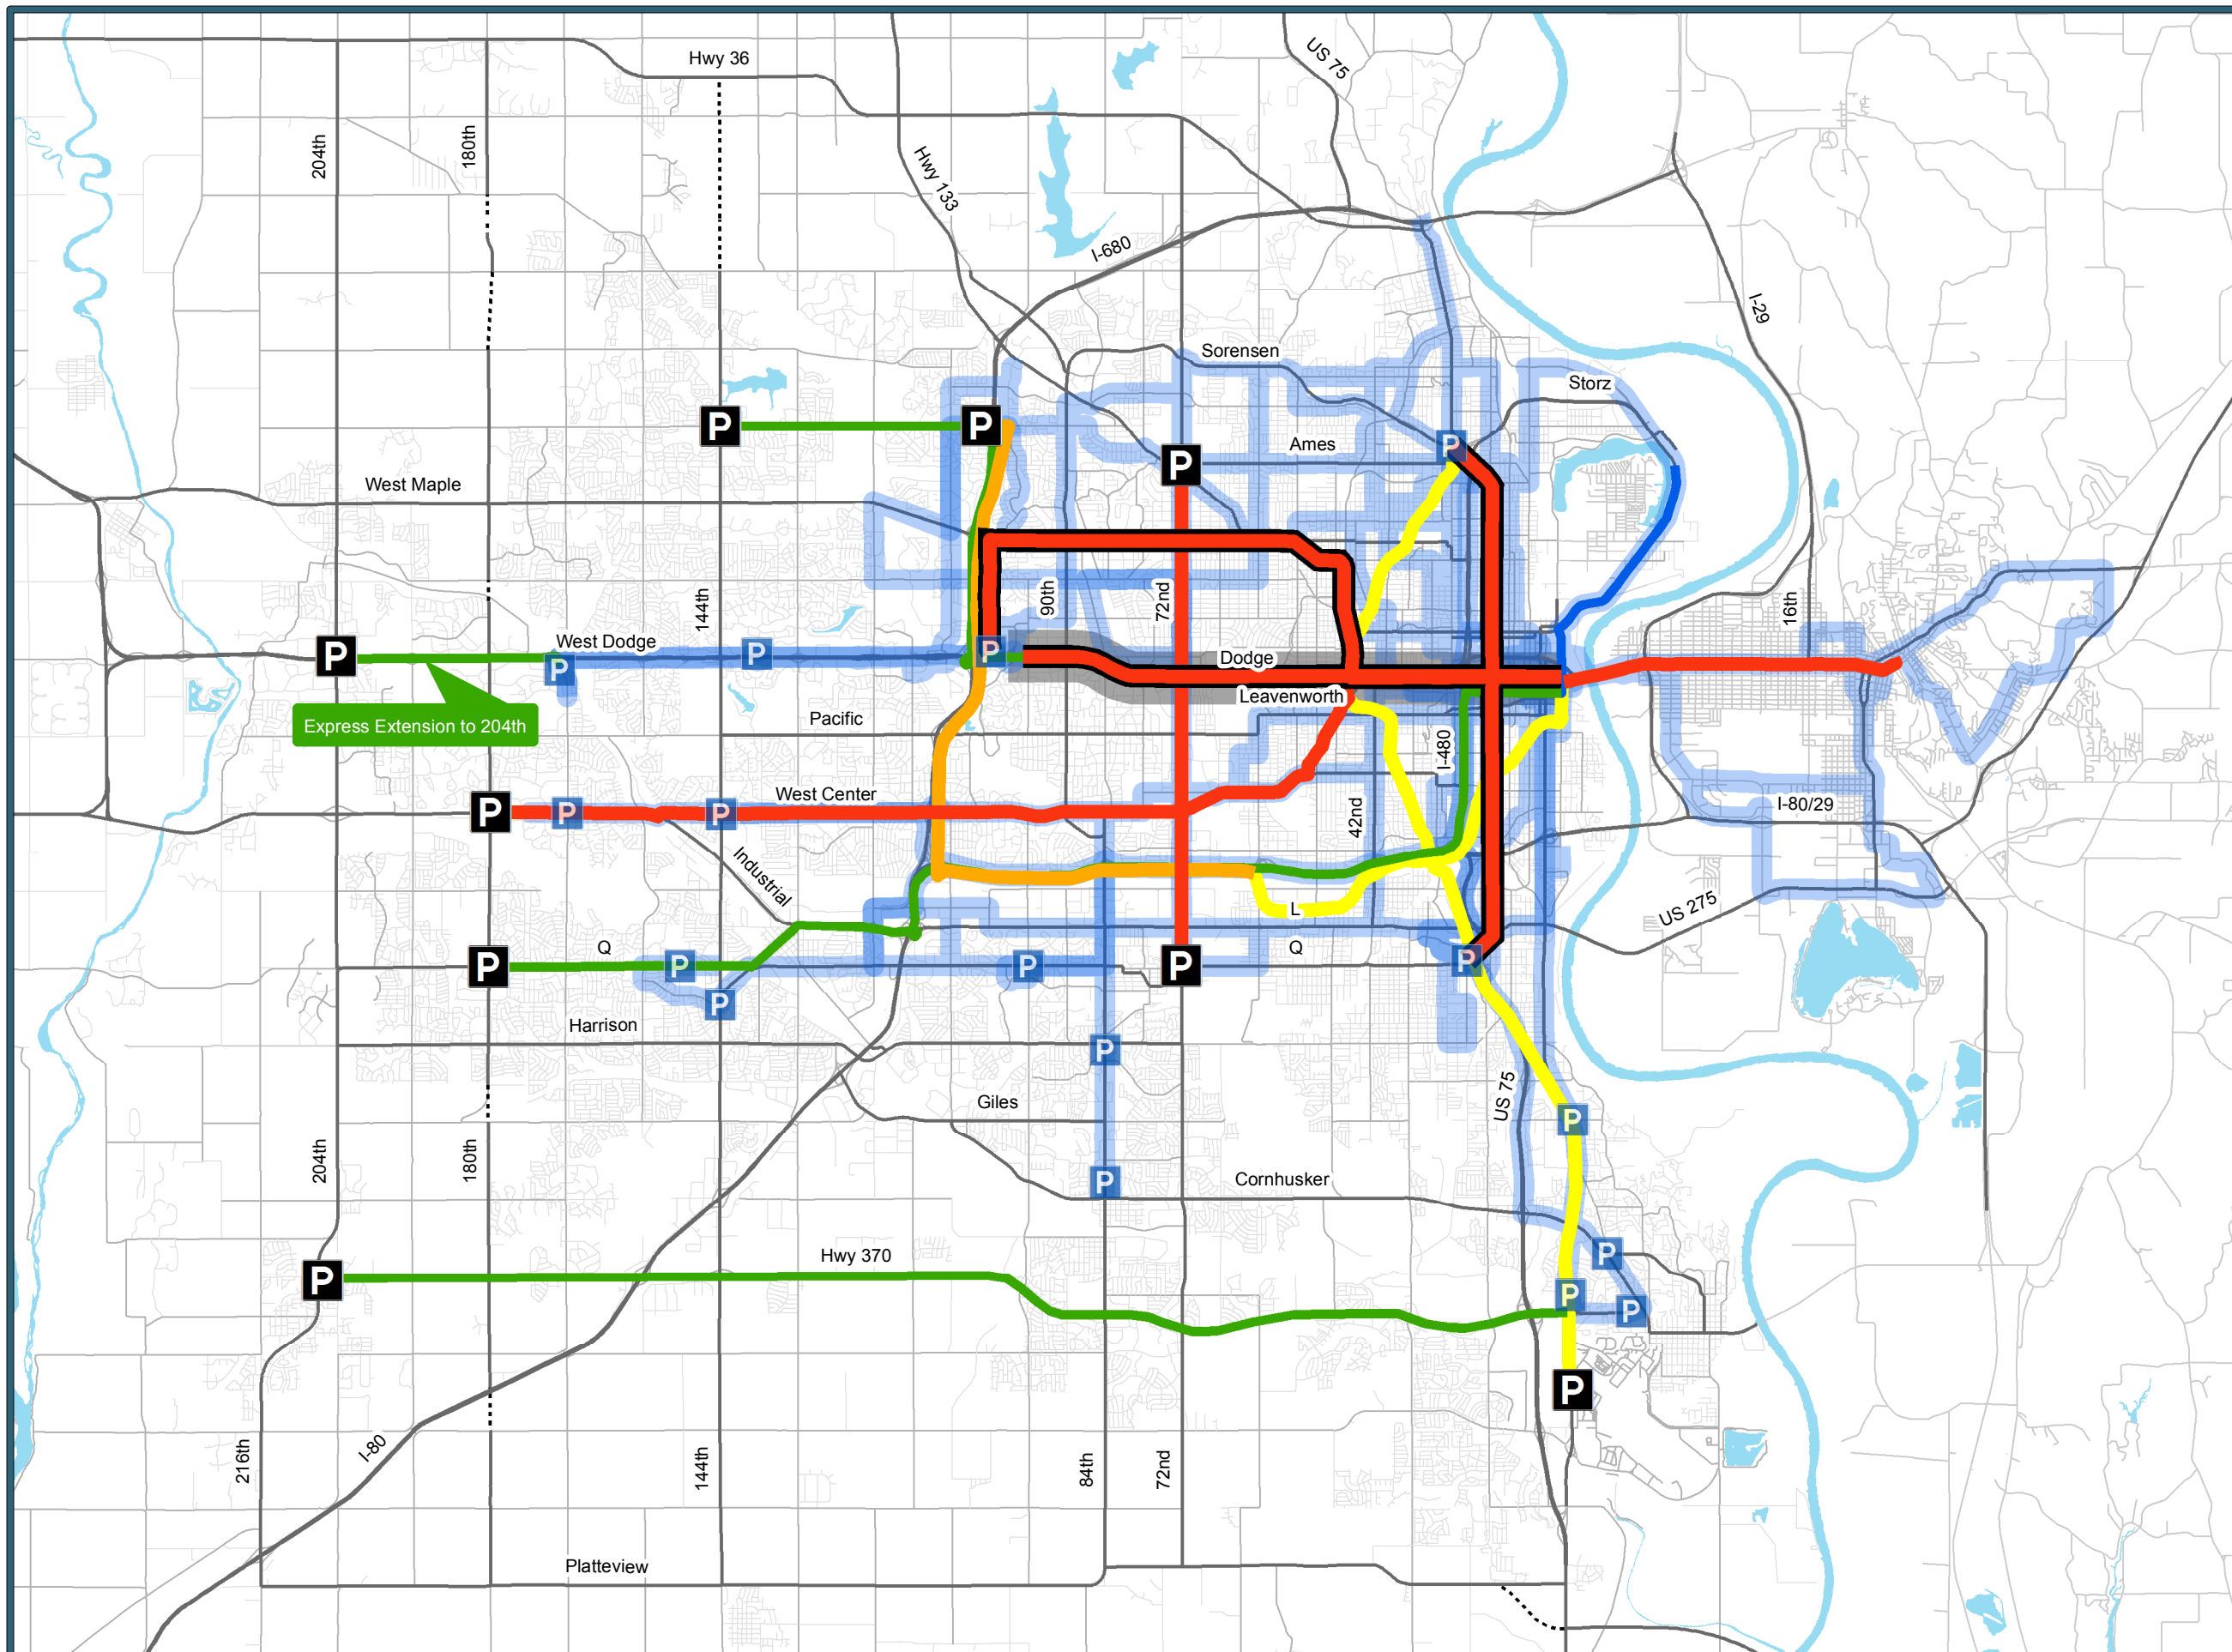 Hwy 36
US 75
204th
180th
Hwy 133
I-680
I-29
Sorensen
Storz
P
P
Ames
P
P
West Maple
90th
72nd
16th
144th
West Dodge
P
P
P
P
Dodge
Leavenworth
Express Extension to 204th
Pacific
I-480
West Center
P
P
P
42nd
I-80/29
Industrial
L
US 275
Q
Q
P
P
P
P
P
P
Harrison
P
Giles
US 75
P
204th
180th
Cornhusker
P
Hwy 370
P
P
P
P
P
216th
I-80
144th
84th
72nd
Platteview